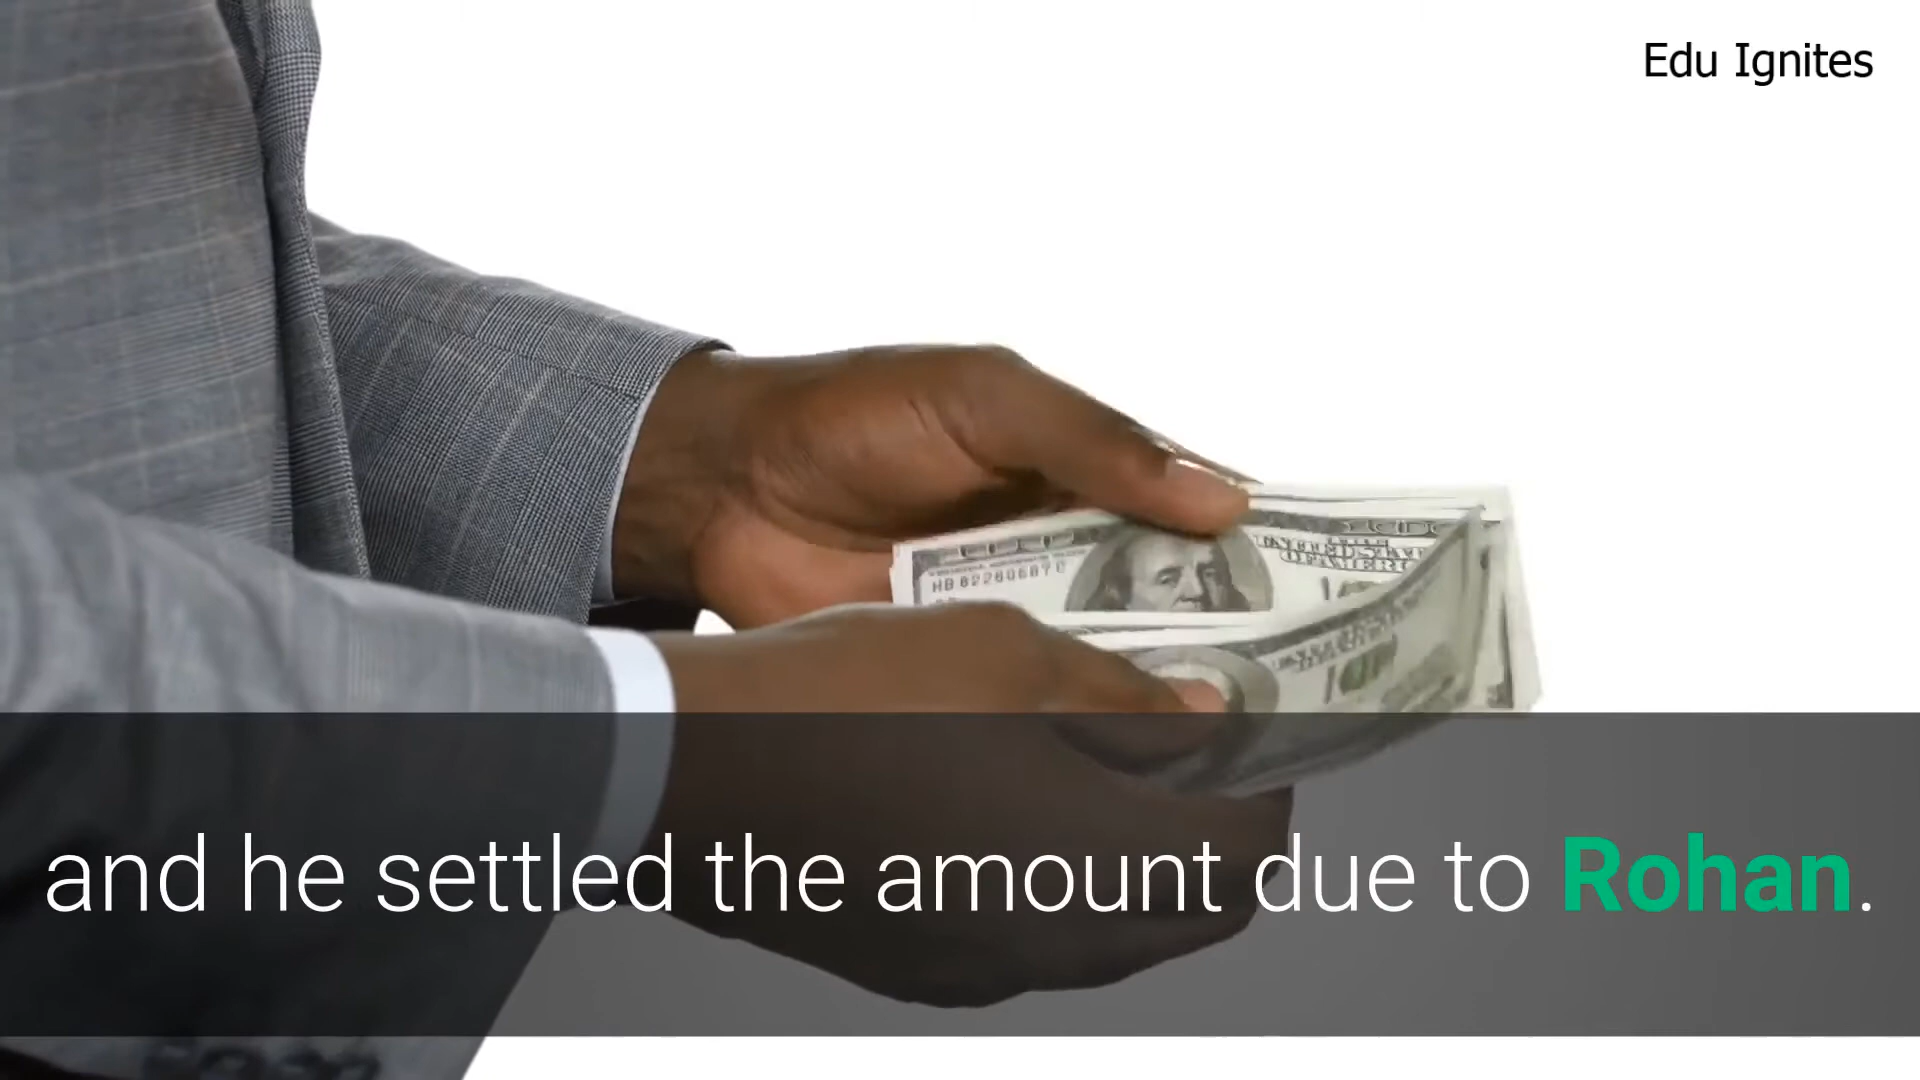 Edu Ignites
and he settled the amount due to Rohan.